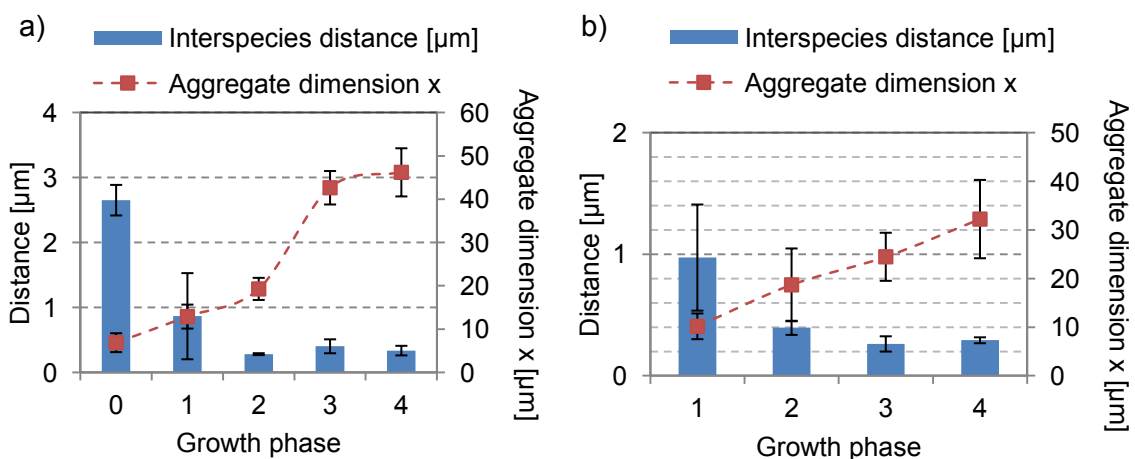 a)
Interspecies distance [µm]
Aggregate dimension x
Distance [µm]
4
3
2
1
0
60
50
40
30
20
10
0
Aggregate dimension x [µm]
0 1 2 3 4
Growth phase
b)
Interspecies distance [µm]
Aggregate dimension x
Distance [µm]
2
1
0
50
40
30
20
10
0
Aggregate dimension x [µm]
1 2 3 4
Growth phase